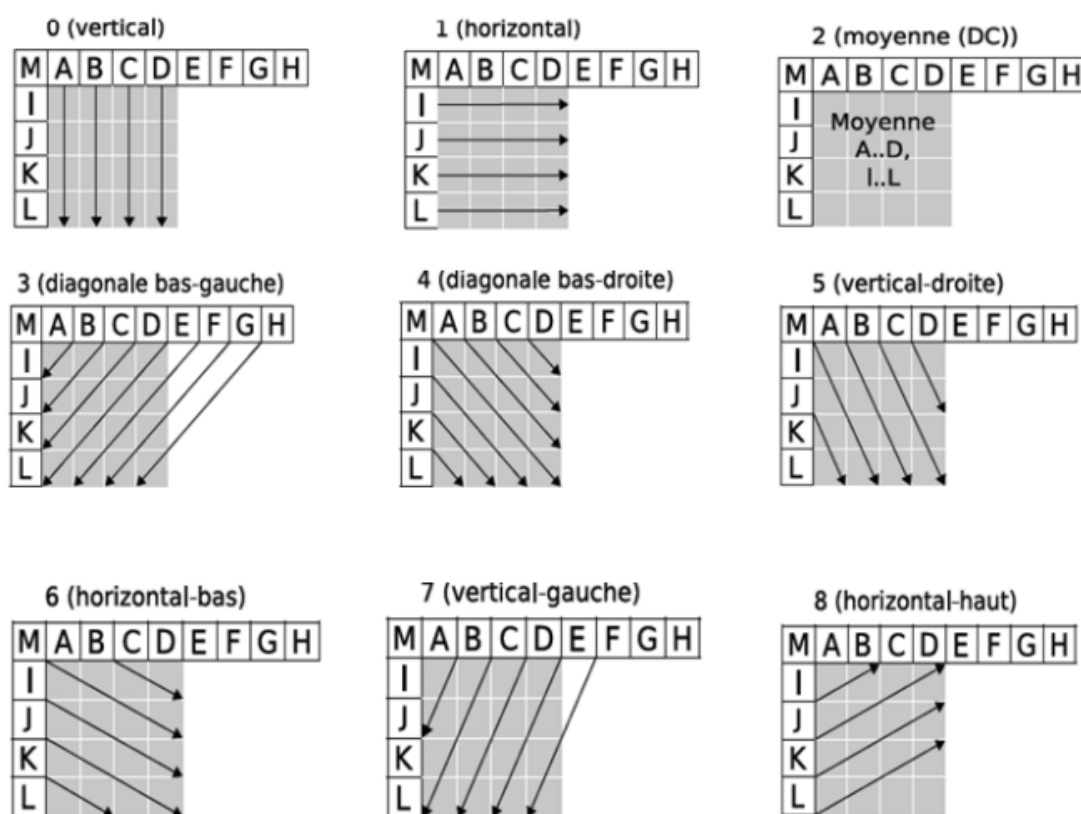 0 (vertical)
M A B C D E F G H
I
J
K
L
1 (horizontal)
M A B C D E F G H
I
J
K
L
2 (moyenne (DC))
M A B C D E F G H
I
J
K
L
Moyenne
A..D,
I..L
3 (diagonale bas-gauche)
M A B C D E F G H
I
J
K
L
4 (diagonale bas-droite)
M A B C D E F G H
I
J
K
L
5 (vertical-droite)
M A B C D E F G H
I
J
K
L
6 (horizontal-bas)
M A B C D E F G H
I
J
K
L
7 (vertical-gauche)
M A B C D E F G H
I
J
K
L
8 (horizontal-haut)
M A B C D E F G H
I
J
K
L